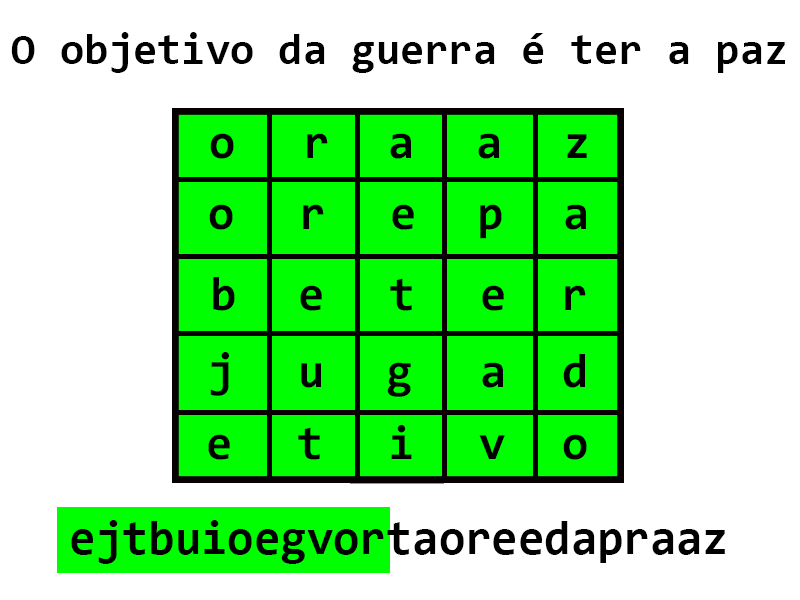 O objetivo da guerra é ter a paz
o r a a z
o r e p a
b e t e r
j u g a d
e t i v o
ejtbuioegvortaoreedapraaz